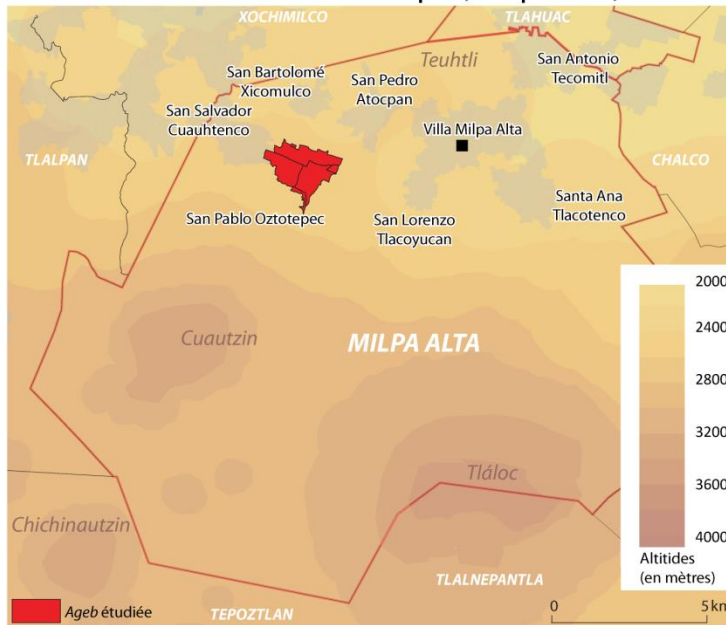 XOCHIMILCO
TLAHUAC
Teuhtli
San Antonio
Tecomitl
San Bartolomé
Xicomulco
San Pedro
Atocpan
San Salvador
Cuauhtenco
Villa Milpa Alta
TLALPAN
CHALCO
San Pablo Oztotepec
San Lorenzo
Tlacoyucan
Santa Ana
Tlacotenco
Cuautzin
MILPA ALTA
Tláloc
Chichinautzin
TLALNEPANTLA
TEPOZTLAN
2000
2400
2800
3200
3600
4000
Altitides
(en mètres)
Ageb étudiée
0
5 km